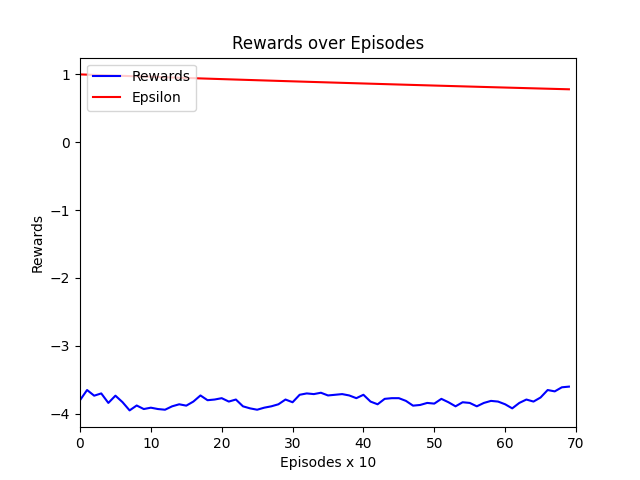 Rewards over Episodes
Rewards
Epsilon
Rewards
1
0
−1
−2
−3
−4
0 10 20 30 40 50 60 70
Episodes x 10